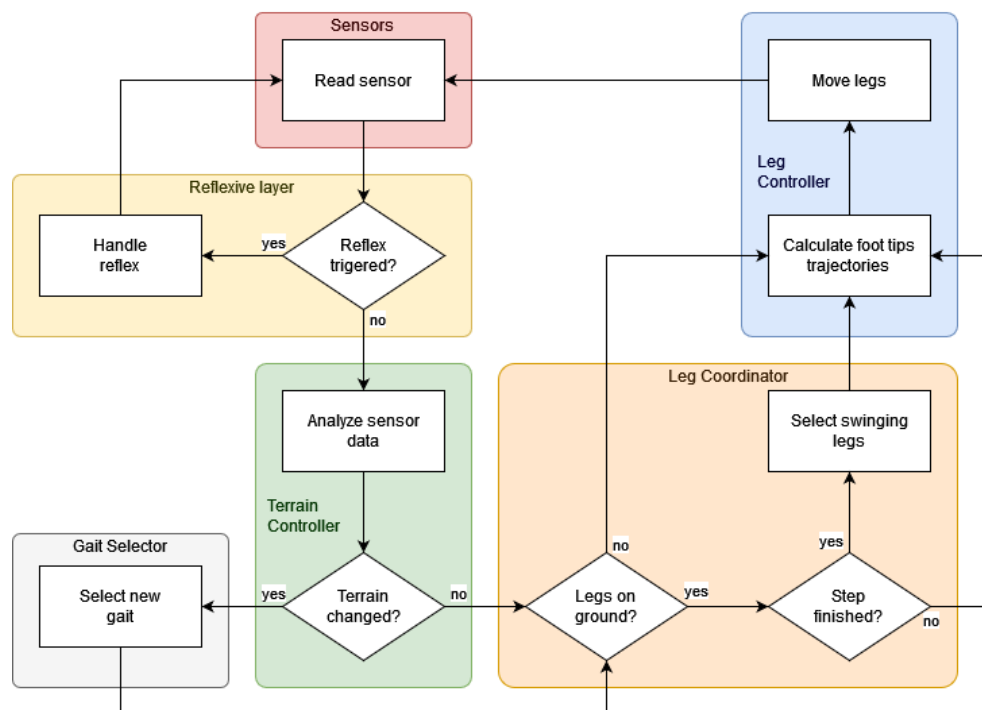 Sensors
Read sensor
Move legs
Leg
Controller
Reflexive layer
Handle
reflex
yes
Reflex
trigered?
no
Calculate foot tips
trajectories
Leg Coordinator
Analyze sensor
data
Select swinging
legs
Terrain
Controller
Gait Selector
Select new
gait
yes
Terrain
changed?
no
no
Legs on
ground?
yes
yes
Step
finished?
no